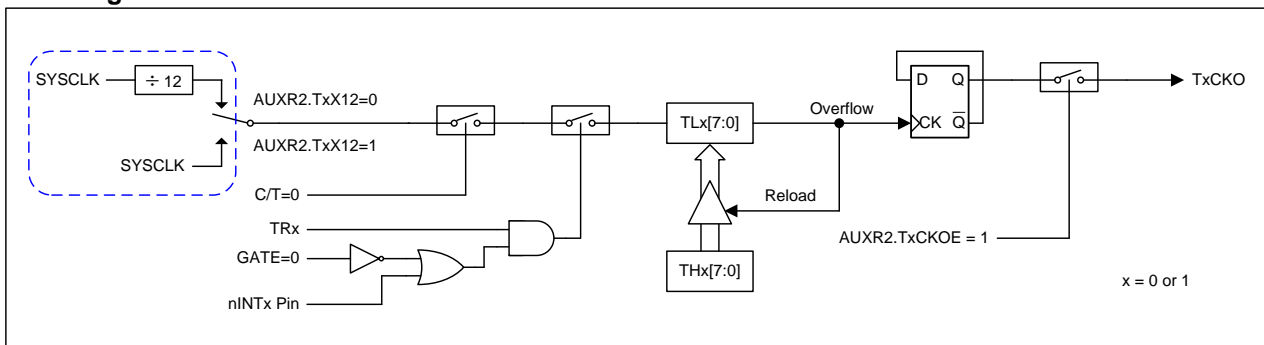 SYSCLK
÷ 12
AUXR2.TxX12=0
AUXR2.TxX12=1
SYSCLK
C/T=0
TRx
GATE=0
nINTx Pin
TLx[7:0]
Overflow
Reload
THx[7:0]
D Q
CK Q̅
TxCKO
AUXR2.TxCKOE = 1
x = 0 or 1